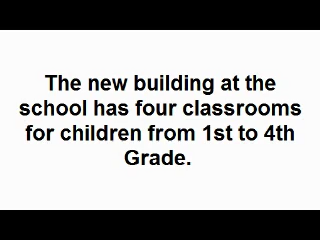 The new building at the
school has four classrooms
for children from 1st to 4th
Grade.